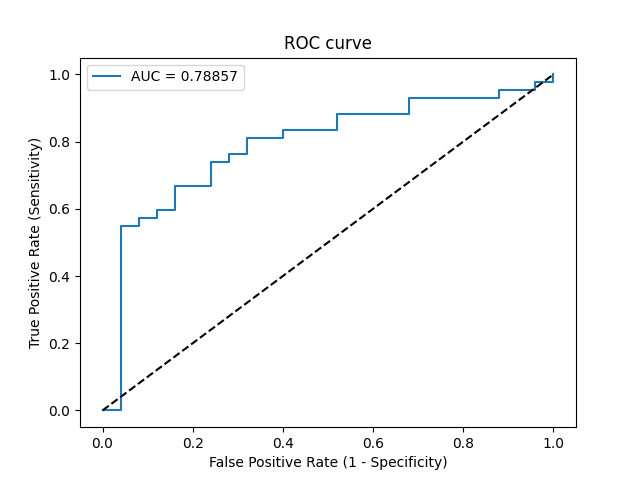 ROC curve
AUC = 0.78857
1.0
0.8
0.6
0.4
0.2
0.0
True Positive Rate (Sensitivity)
0.0 0.2 0.4 0.6 0.8 1.0
False Positive Rate (1 - Specificity)